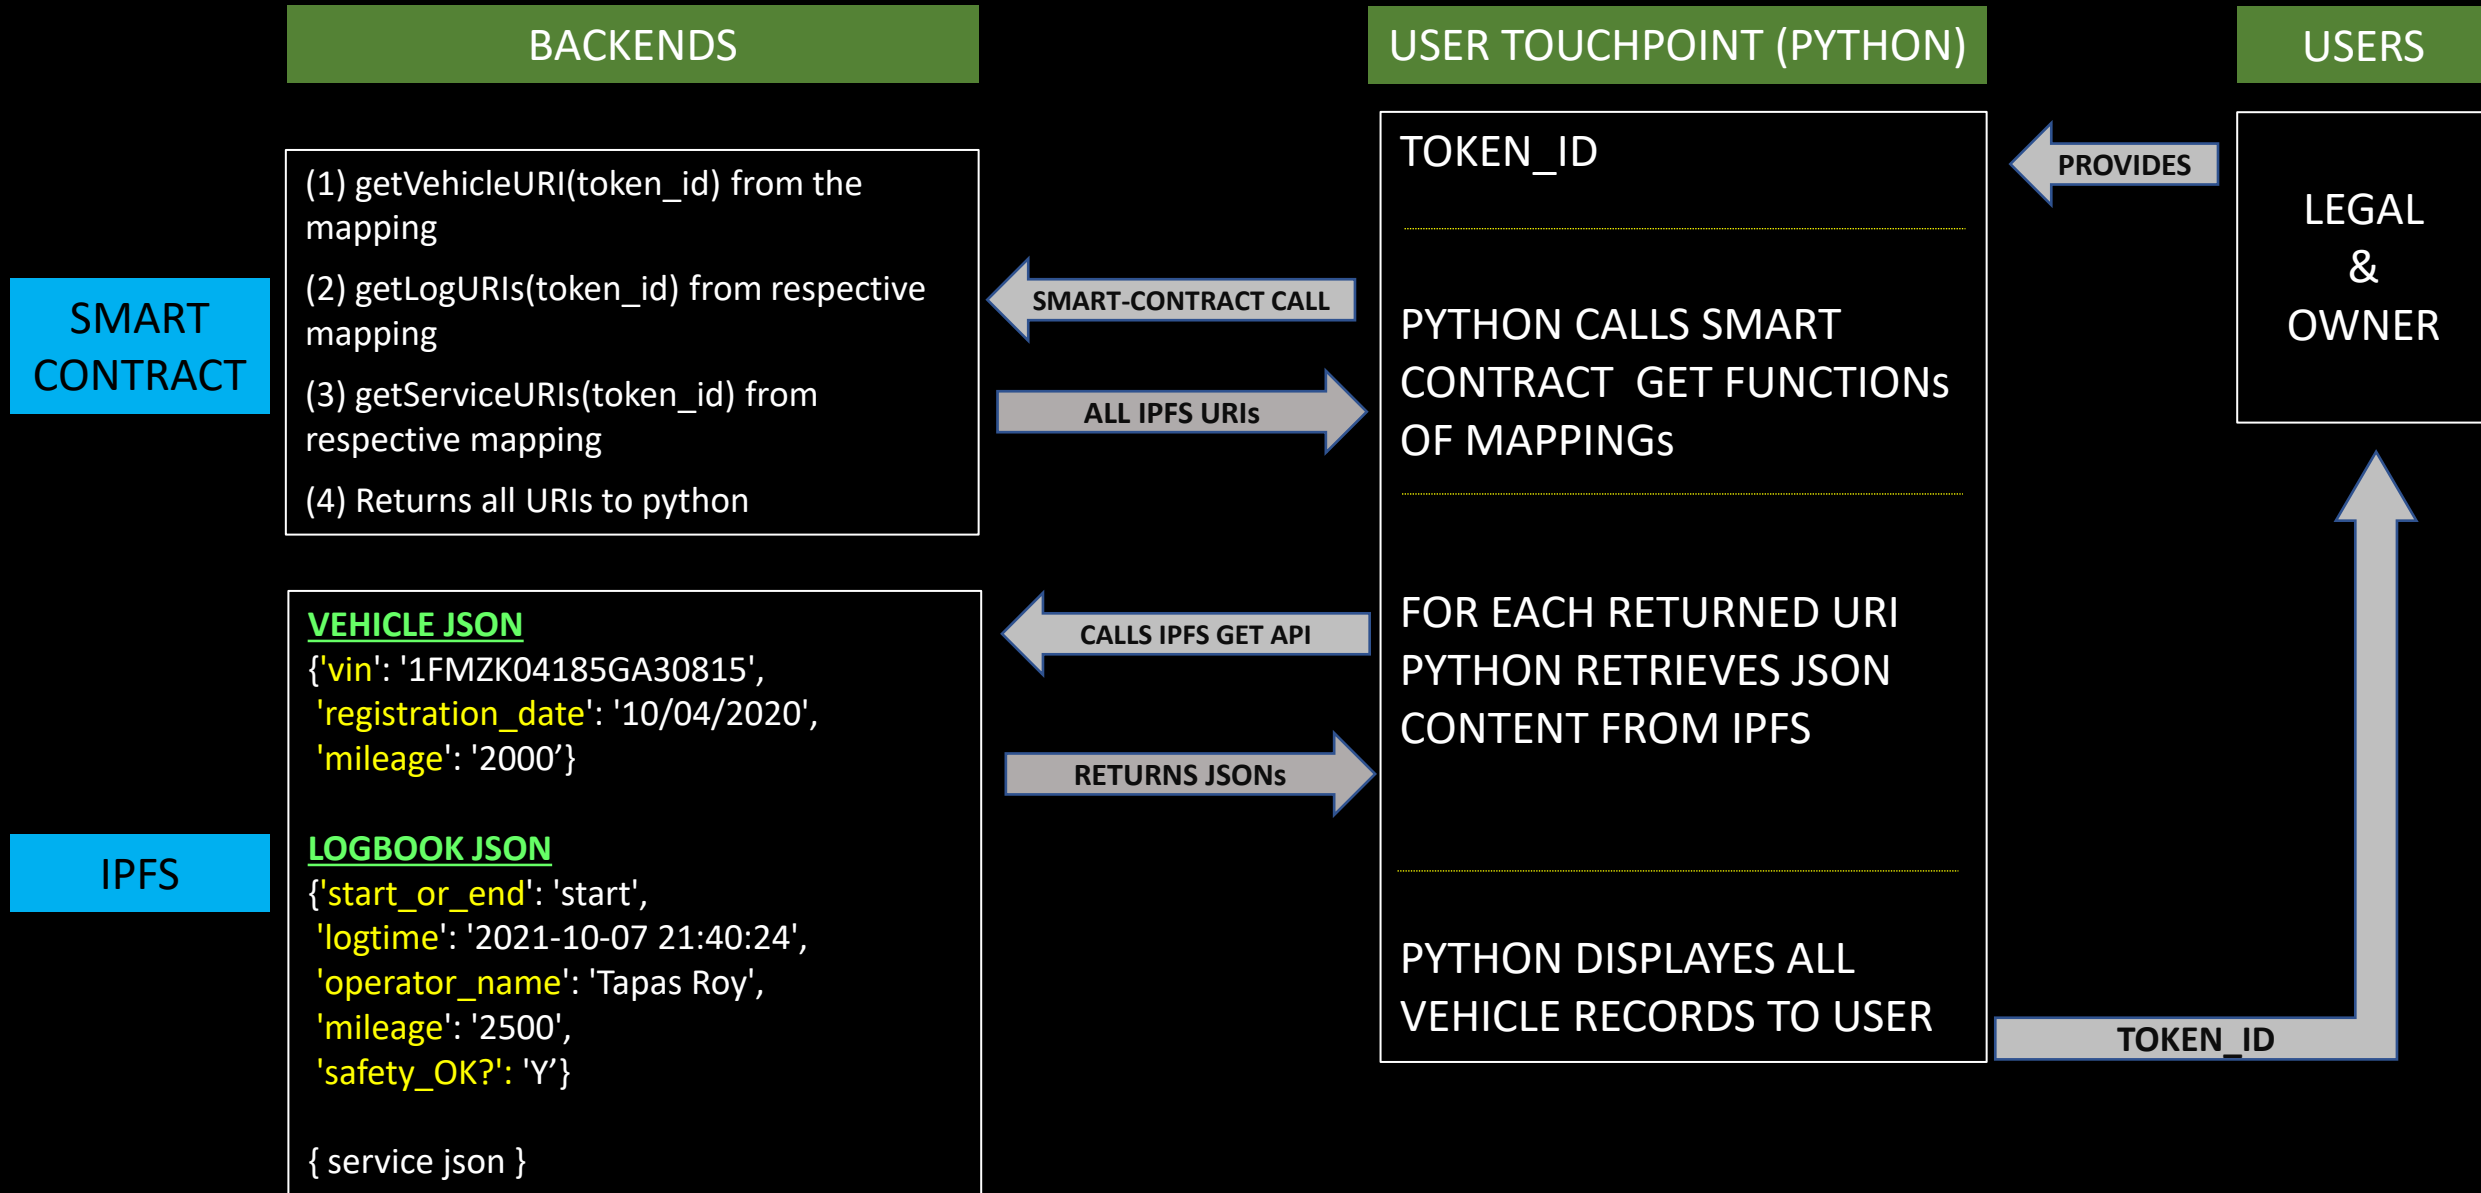 BACKENDS
USER TOUCHPOINT (PYTHON)
USERS
SMART
CONTRACT
(1) getVehicleURI(token_id) from the
mapping
(2) getLogURIs(token_id) from respective
mapping
(3) getServiceURIs(token_id) from
respective mapping
(4) Returns all URIs to python
SMART-CONTRACT CALL
ALL IPFS URIs
TOKEN_ID
PYTHON CALLS SMART
CONTRACT  GET FUNCTIONs
OF MAPPINGs
FOR EACH RETURNED URI
PYTHON RETRIEVES JSON
CONTENT FROM IPFS
PYTHON DISPLAYES ALL
VEHICLE RECORDS TO USER
PROVIDES
LEGAL
&
OWNER
IPFS
VEHICLE JSON
{'vin': '1FMZK04185GA30815',
'registration_date': '10/04/2020',
'mileage': '2000’}
LOGBOOK JSON
{'start_or_end': 'start',
'logtime': '2021-10-07 21:40:24',
'operator_name': 'Tapas Roy',
'mileage': '2500',
'safety_OK?': 'Y’}
{ service json }
CALLS IPFS GET API
RETURNS JSONs
TOKEN_ID